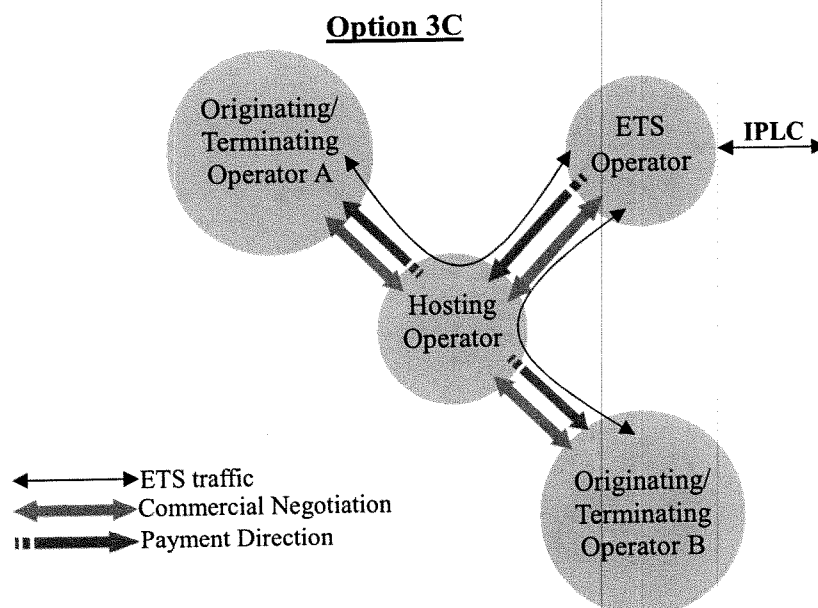 Option 3C
Originating/
Terminating
Operator A
ETS
Operator
IPLC
Hosting
Operator
Originating/
Terminating
Operator B
ETS traffic
Commercial Negotiation
Payment Direction